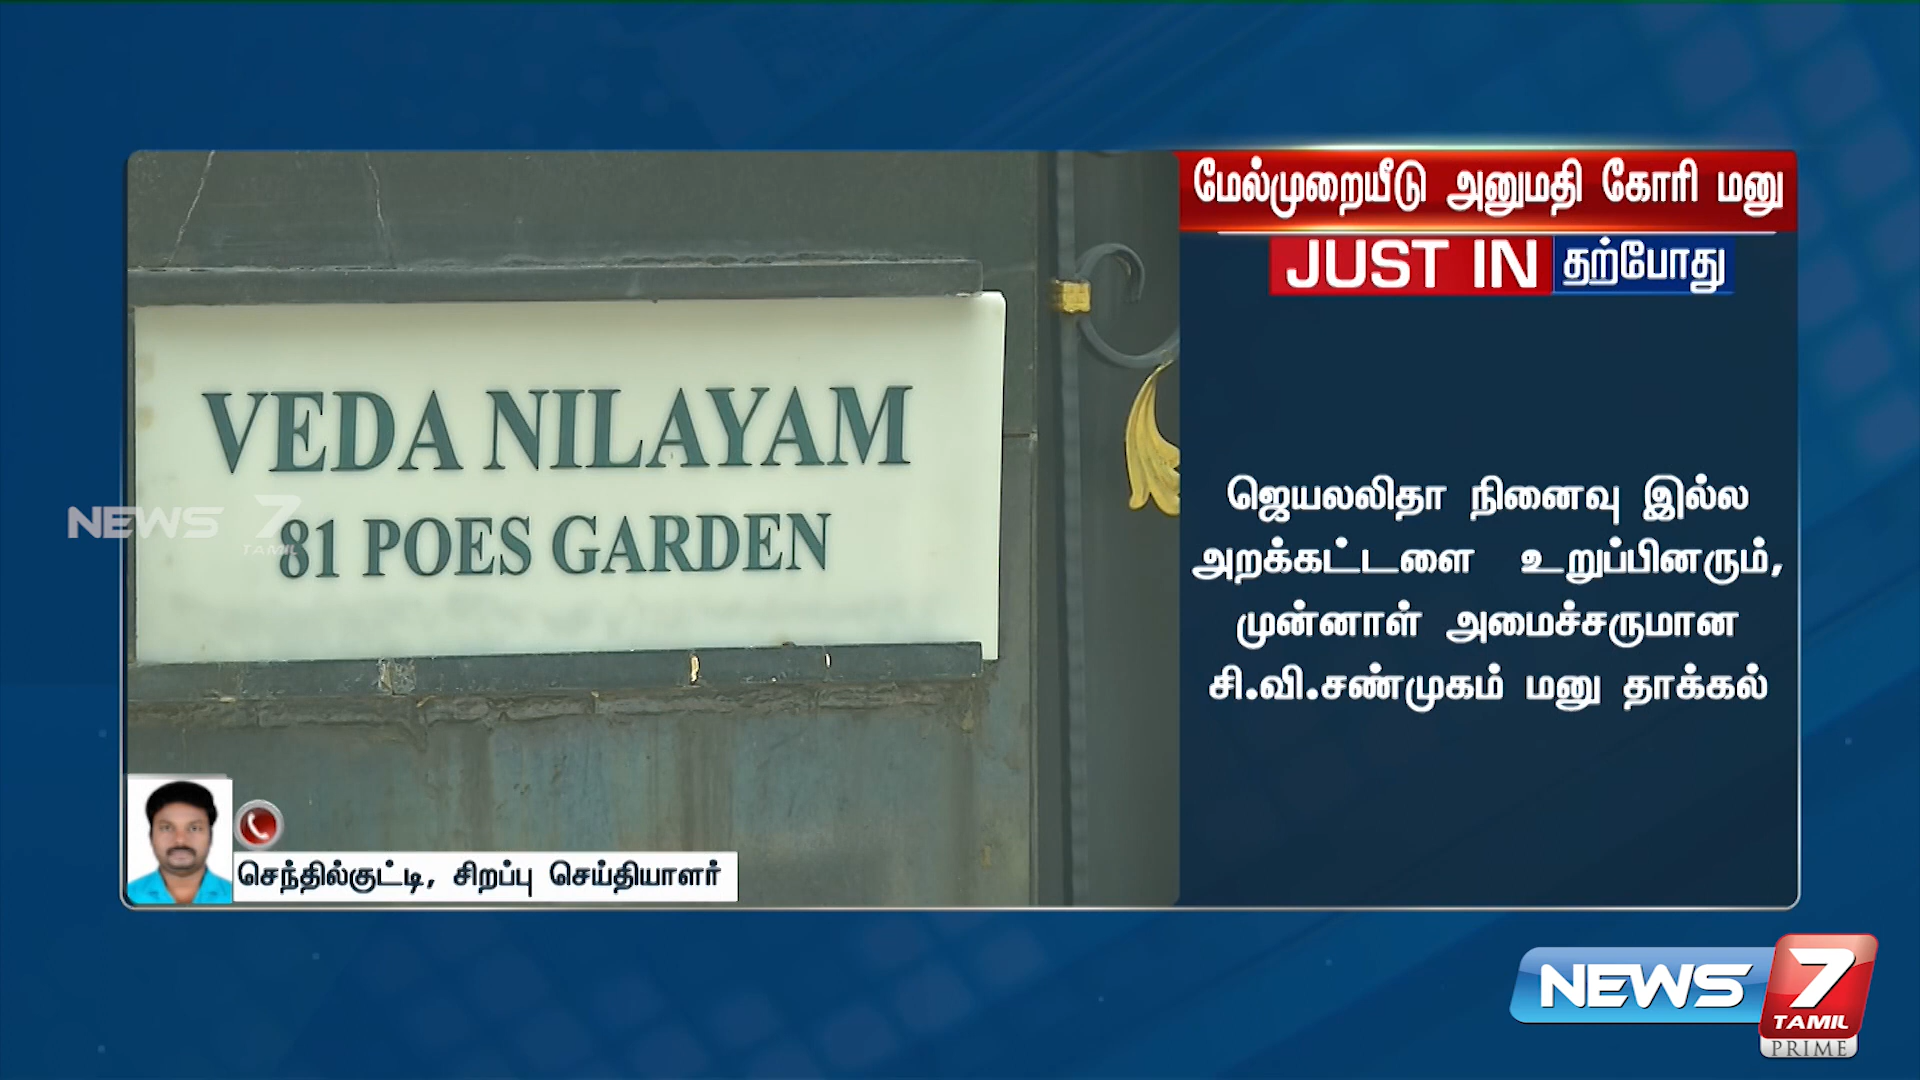 மேல்முறையீடு அனுமதி கோரி மனு
JUST IN தற்போது
VEDA NILAYAM
81 POES GARDEN
ஜெயலலிதா நினைவு இல்ல
அறக்கட்டளை உறுப்பினரும்,
முன்னாள் அமைச்சருமான
சி.வி.சண்முகம் மனு தாக்கல்
NEWS 7
TAMIL
செந்தில்குட்டி, சிறப்பு செய்தியாளர்
NEWS 7
TAMIL
PRIME